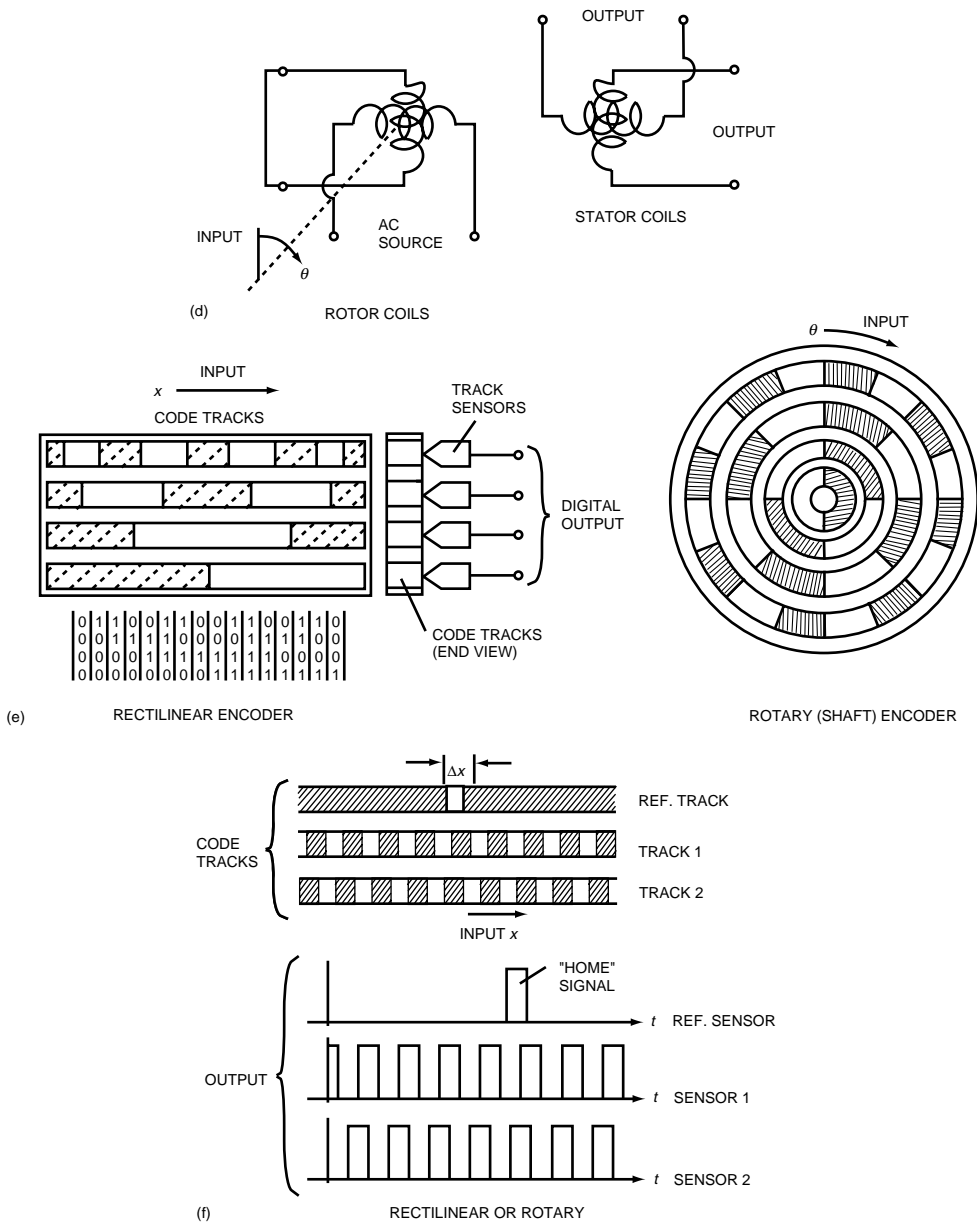 OUTPUT
OUTPUT
STATOR COILS
AC
SOURCE
INPUT
θ
(d)
ROTOR COILS
INPUT
x
CODE TRACKS
TRACK
SENSORS
DIGITAL
OUTPUT
CODE TRACKS
(END VIEW)
0 1 1 0 0 1 1 0 0 1 1 0 0 1 1 0
0 0 1 1 1 1 0 0 0 0 1 1 1 1 0 0
0 0 0 0 1 1 1 1 1 1 1 1 0 0 0 0
0 0 0 0 0 0 0 0 1 1 1 1 1 1 1 1
θ INPUT
(e)
RECTILINEAR ENCODER
ROTARY (SHAFT) ENCODER
Δx
REF. TRACK
CODE
TRACKS
TRACK 1
TRACK 2
INPUT x
"HOME"
SIGNAL
t REF. SENSOR
OUTPUT
t SENSOR 1
t SENSOR 2
(f)
RECTILINEAR OR ROTARY